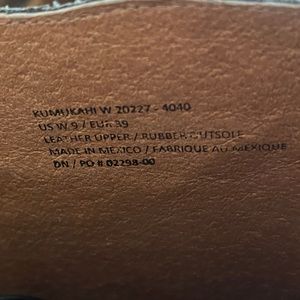 KUMUKAHI W 20227 - 4040
US W 9 / EUR 39
LEATHER UPPER / RUBBER OUTSOLE
MADE IN MEXICO / FABRIQUE AU MEXIQUE
DN / PO # 02298-00